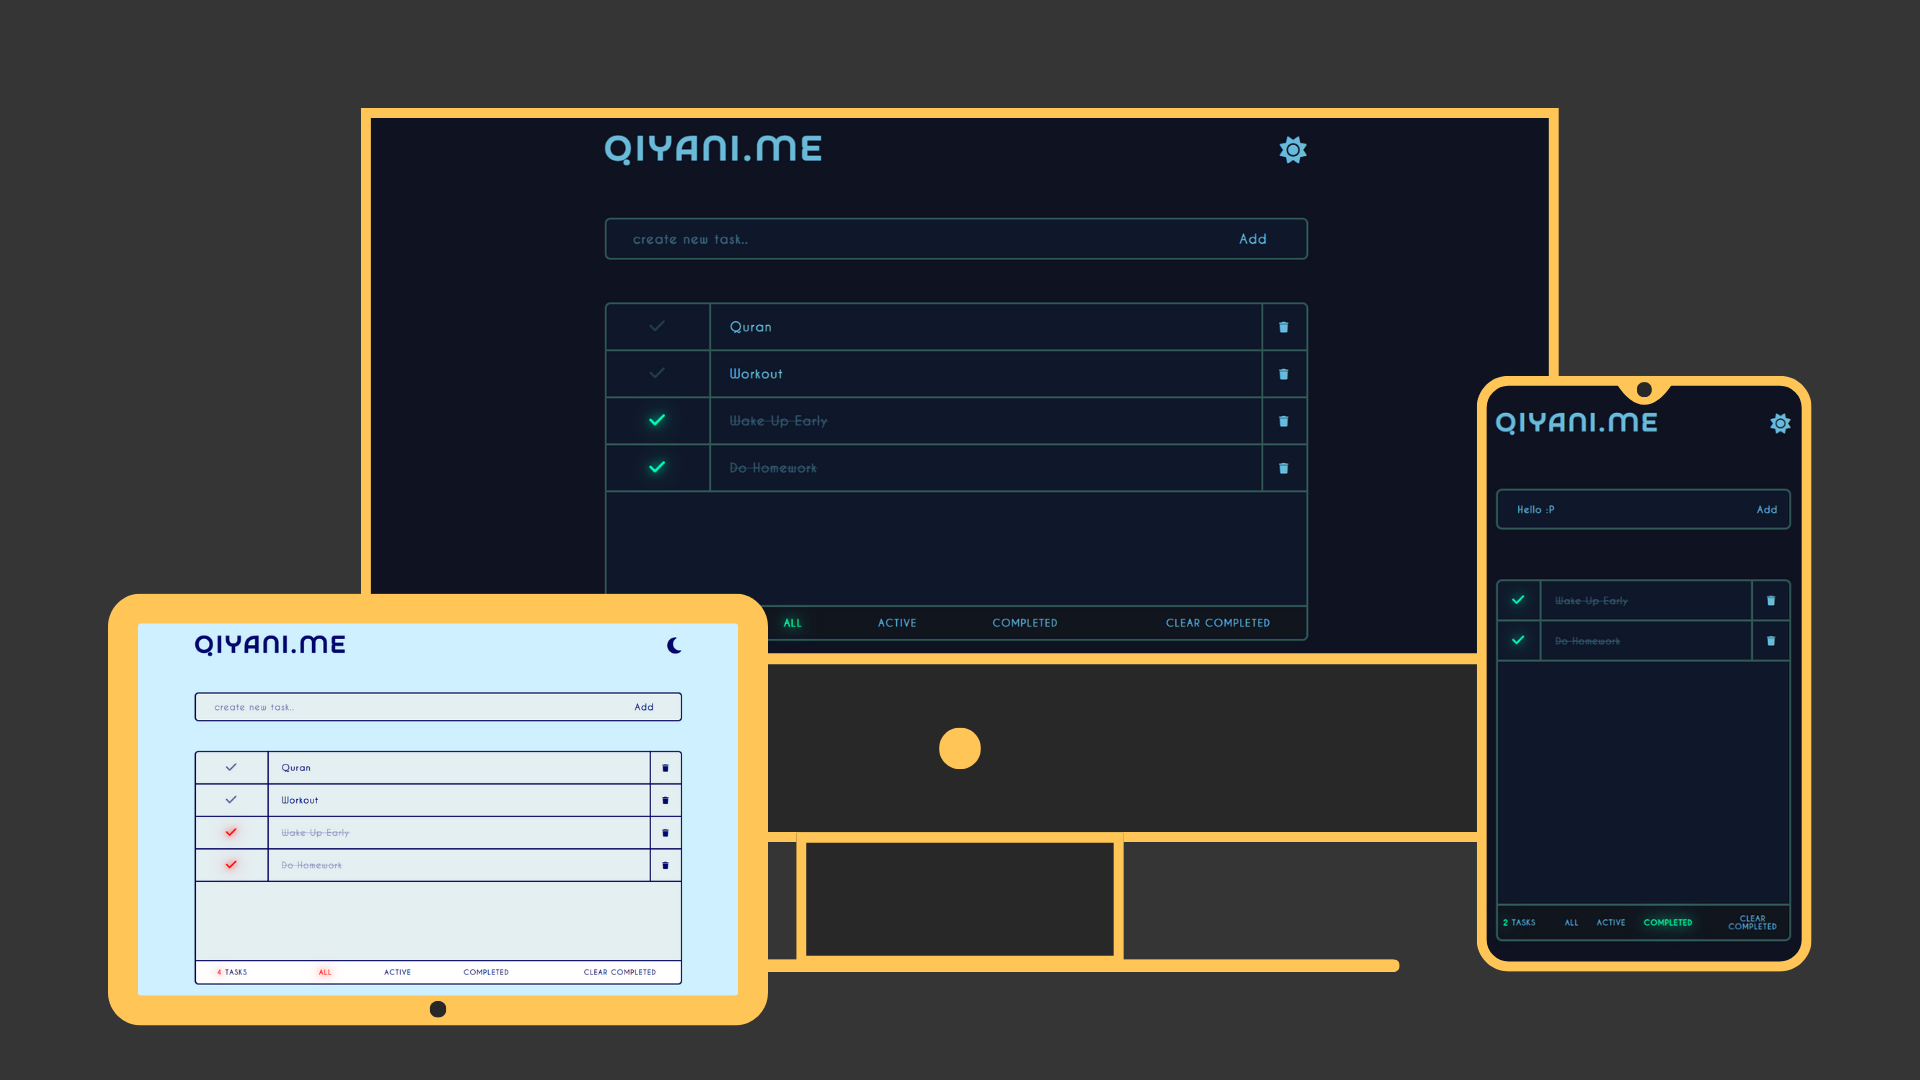 QIYANI.ME
create new task..
Add
Quran
Workout
Wake Up Early
Do Homework
ALL
ACTIVE
COMPLETED
CLEAR COMPLETED
QIYANI.ME
create new task..
Add
Quran
Workout
Wake Up Early
Do Homework
4 TASKS
ALL
ACTIVE
COMPLETED
CLEAR COMPLETED
QIYANI.ME
Hello :P
Add
Wake Up Early
Do Homework
2 TASKS
ALL
ACTIVE
COMPLETED
CLEAR
COMPLETED